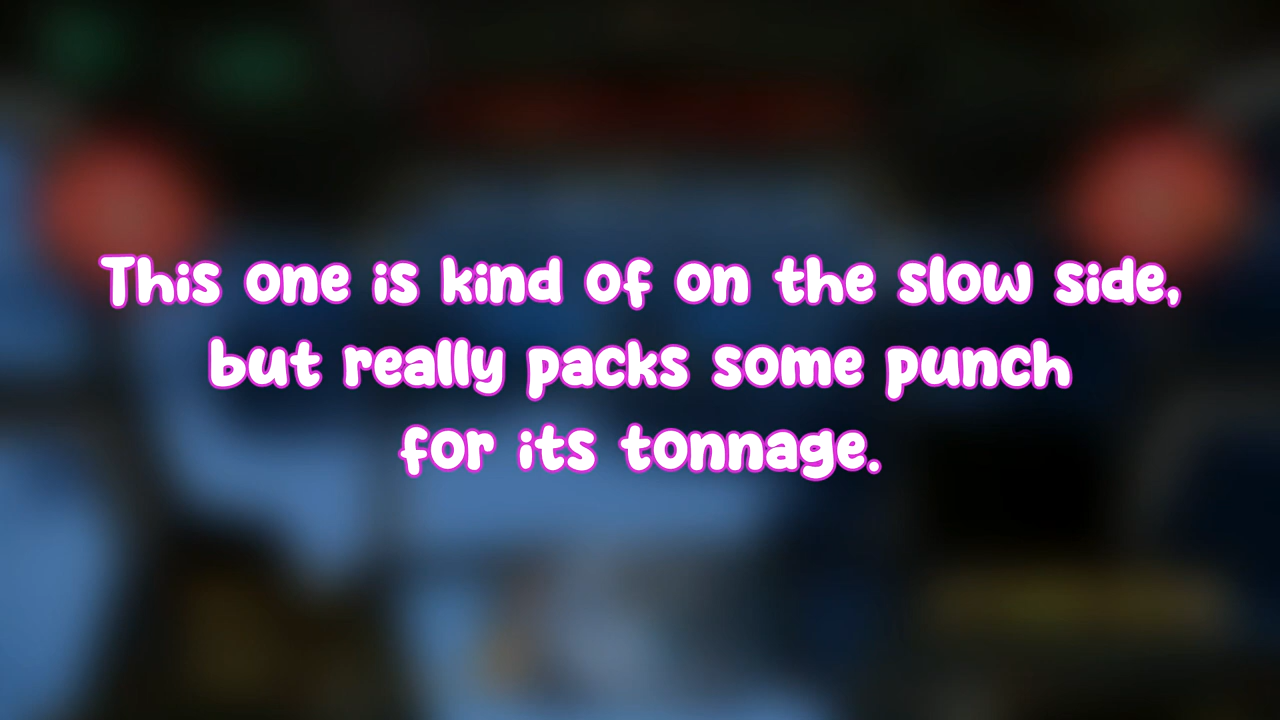 This one is kind of on the slow side,
but really packs some punch
for its tonnage.